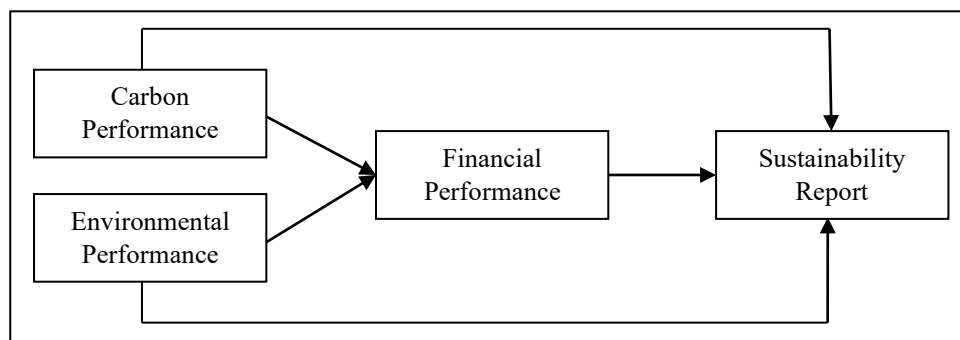 Carbon
Performance
Financial
Performance
Sustainability
Report
Environmental
Performance